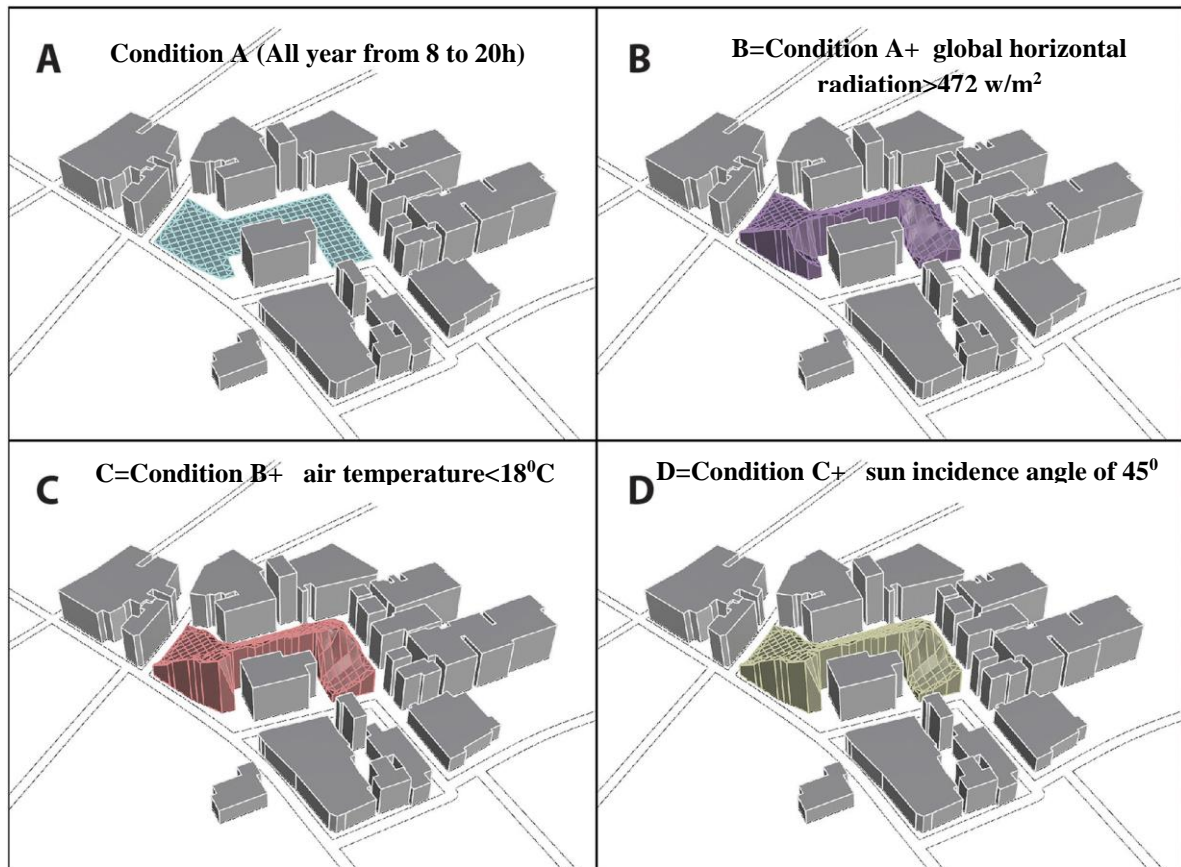 A
Condition A (All year from 8 to 20h)
B
B=Condition A+ global horizontal
radiation>472 w/m²
C
C=Condition B+ air temperature<18⁰C
D
D=Condition C+ sun incidence angle of 45⁰